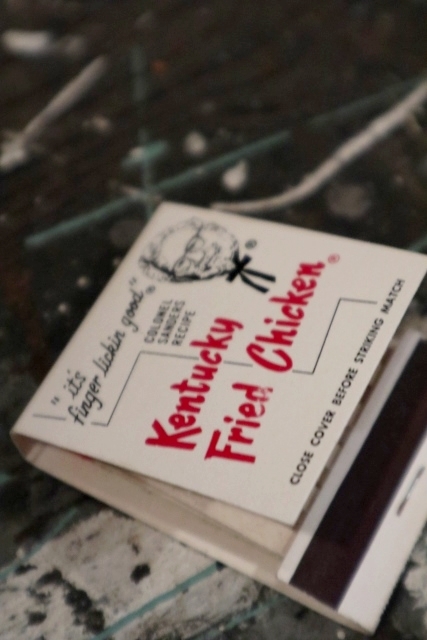 "it's
finger lickin good" ®
COLONEL
SANDERS
RECIPE
®
Kentucky
Fried Chicken ®
CLOSE COVER BEFORE STRIKING MATCH